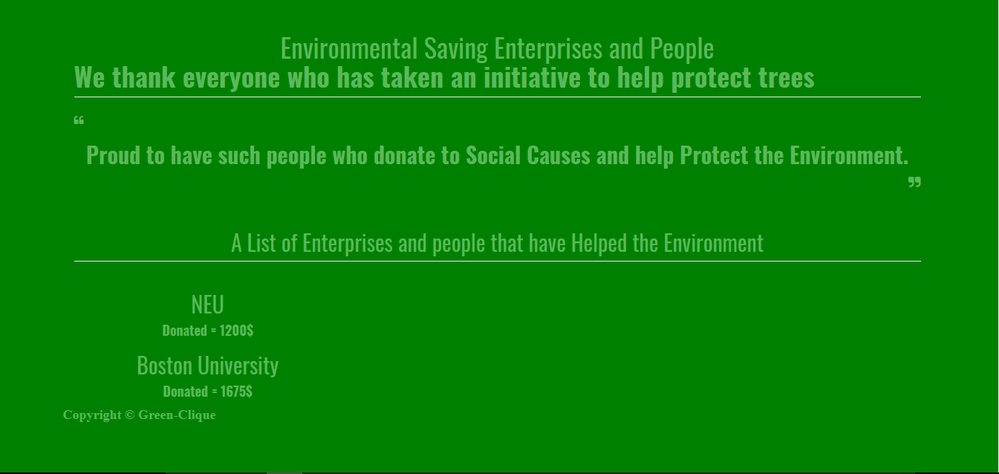 Environmental Saving Enterprises and People
We thank everyone who has taken an initiative to help protect trees
“
Proud to have such people who donate to Social Causes and help Protect the Environment.
”
A List of Enterprises and people that have Helped the Environment
NEU
Donated = 1200$
Boston University
Donated = 1675$
Copyright © Green-Clique